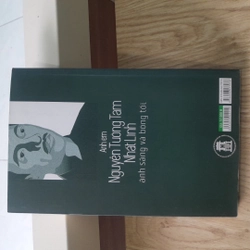 Anh em
Nguyễn Tường Tam
Nhất Linh
ánh sáng và bóng tối